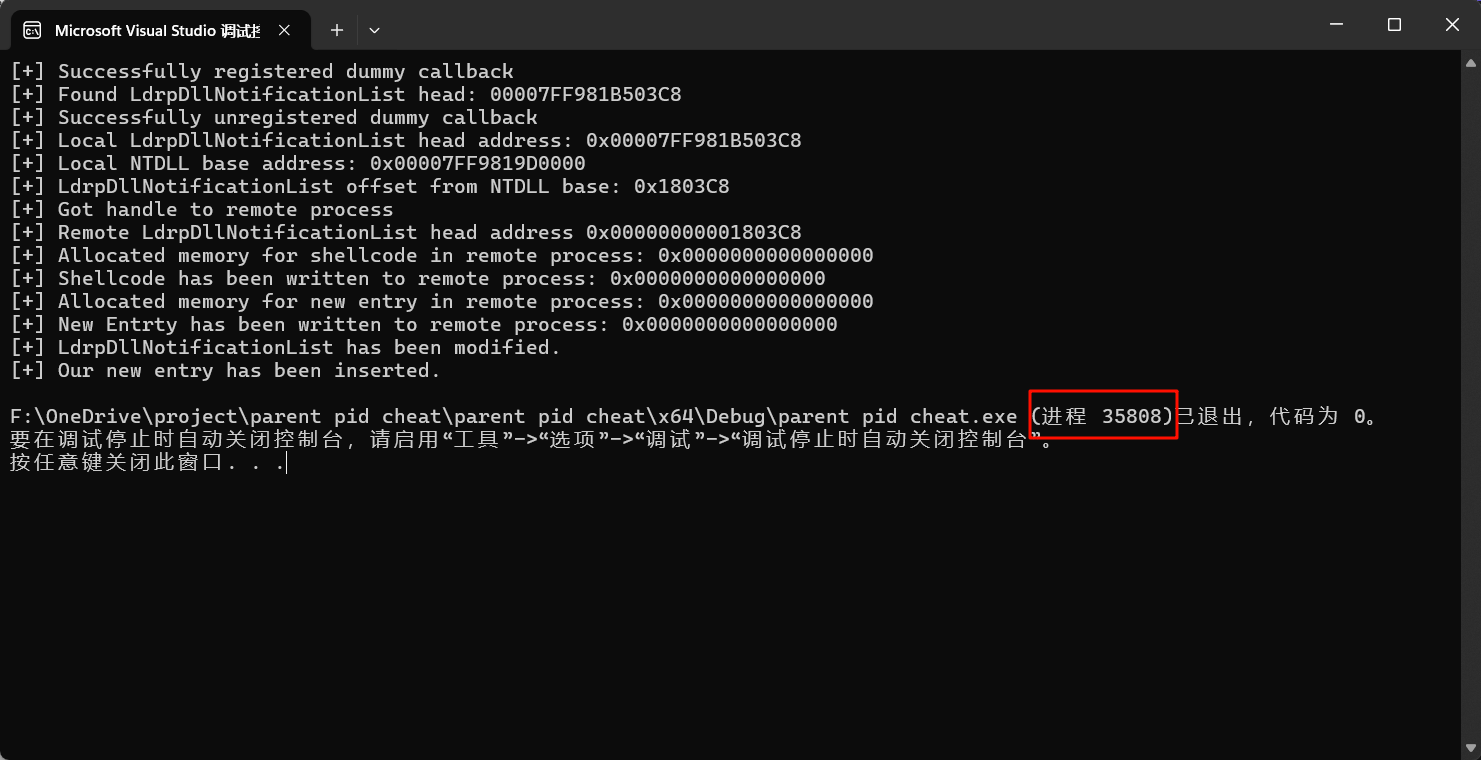 Microsoft Visual Studio 调试控
[+] Successfully registered dummy callback
[+] Found LdrpDllNotificationList head: 00007FF981B503C8
[+] Successfully unregistered dummy callback
[+] Local LdrpDllNotificationList head address: 0x00007FF981B503C8
[+] Local NTDLL base address: 0x00007FF9819D0000
[+] LdrpDllNotificationList offset from NTDLL base: 0x1803C8
[+] Got handle to remote process
[+] Remote LdrpDllNotificationList head address 0x00000000001803C8
[+] Allocated memory for shellcode in remote process: 0x0000000000000000
[+] Shellcode has been written to remote process: 0x0000000000000000
[+] Allocated memory for new entry in remote process: 0x0000000000000000
[+] New Entrty has been written to remote process: 0x0000000000000000
[+] LdrpDllNotificationList has been modified.
[+] Our new entry has been inserted.
F:\OneDrive\project\parent pid cheat\parent pid cheat\x64\Debug\parent pid cheat.exe (进程 35808)已退出，代码为 0。
要在调试停止时自动关闭控制台，请启用“工具”->“选项”->“调试”->“调试停止时自动关闭控制台”。
按任意键关闭此窗口. . .